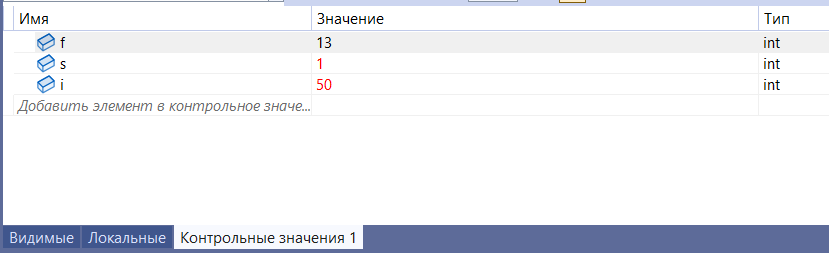 Имя Значение Тип
f 13 int
s 1 int
i 50 int
Добавить элемент в контрольное значе...
Видимые Локальные Контрольные значения 1